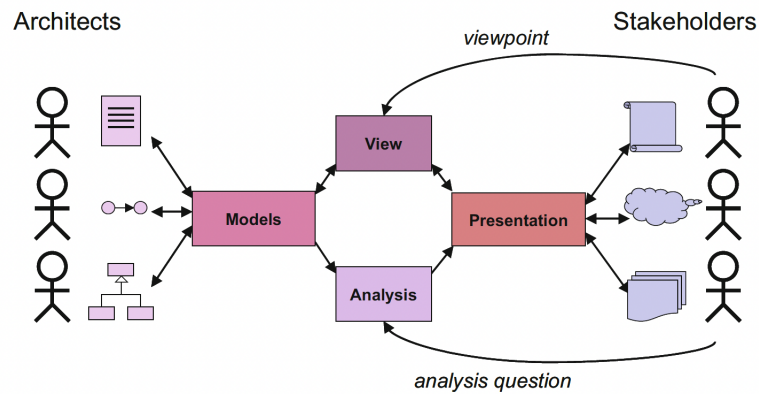 Architects
Stakeholders
viewpoint
View
Models
Presentation
Analysis
analysis question